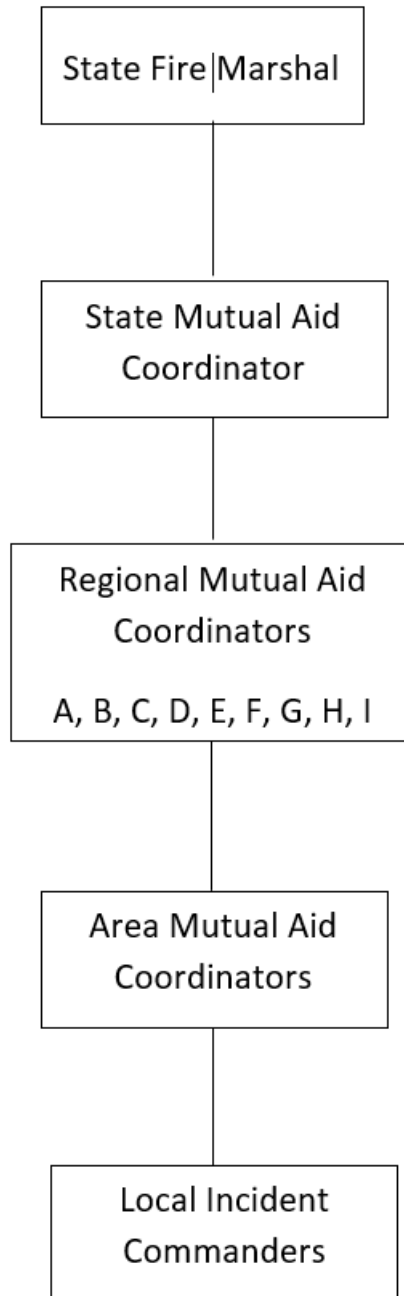 State Fire Marshal
State Mutual Aid
Coordinator
Regional Mutual Aid
Coordinators
A, B, C, D, E, F, G, H, I
Area Mutual Aid
Coordinators
Local Incident
Commanders